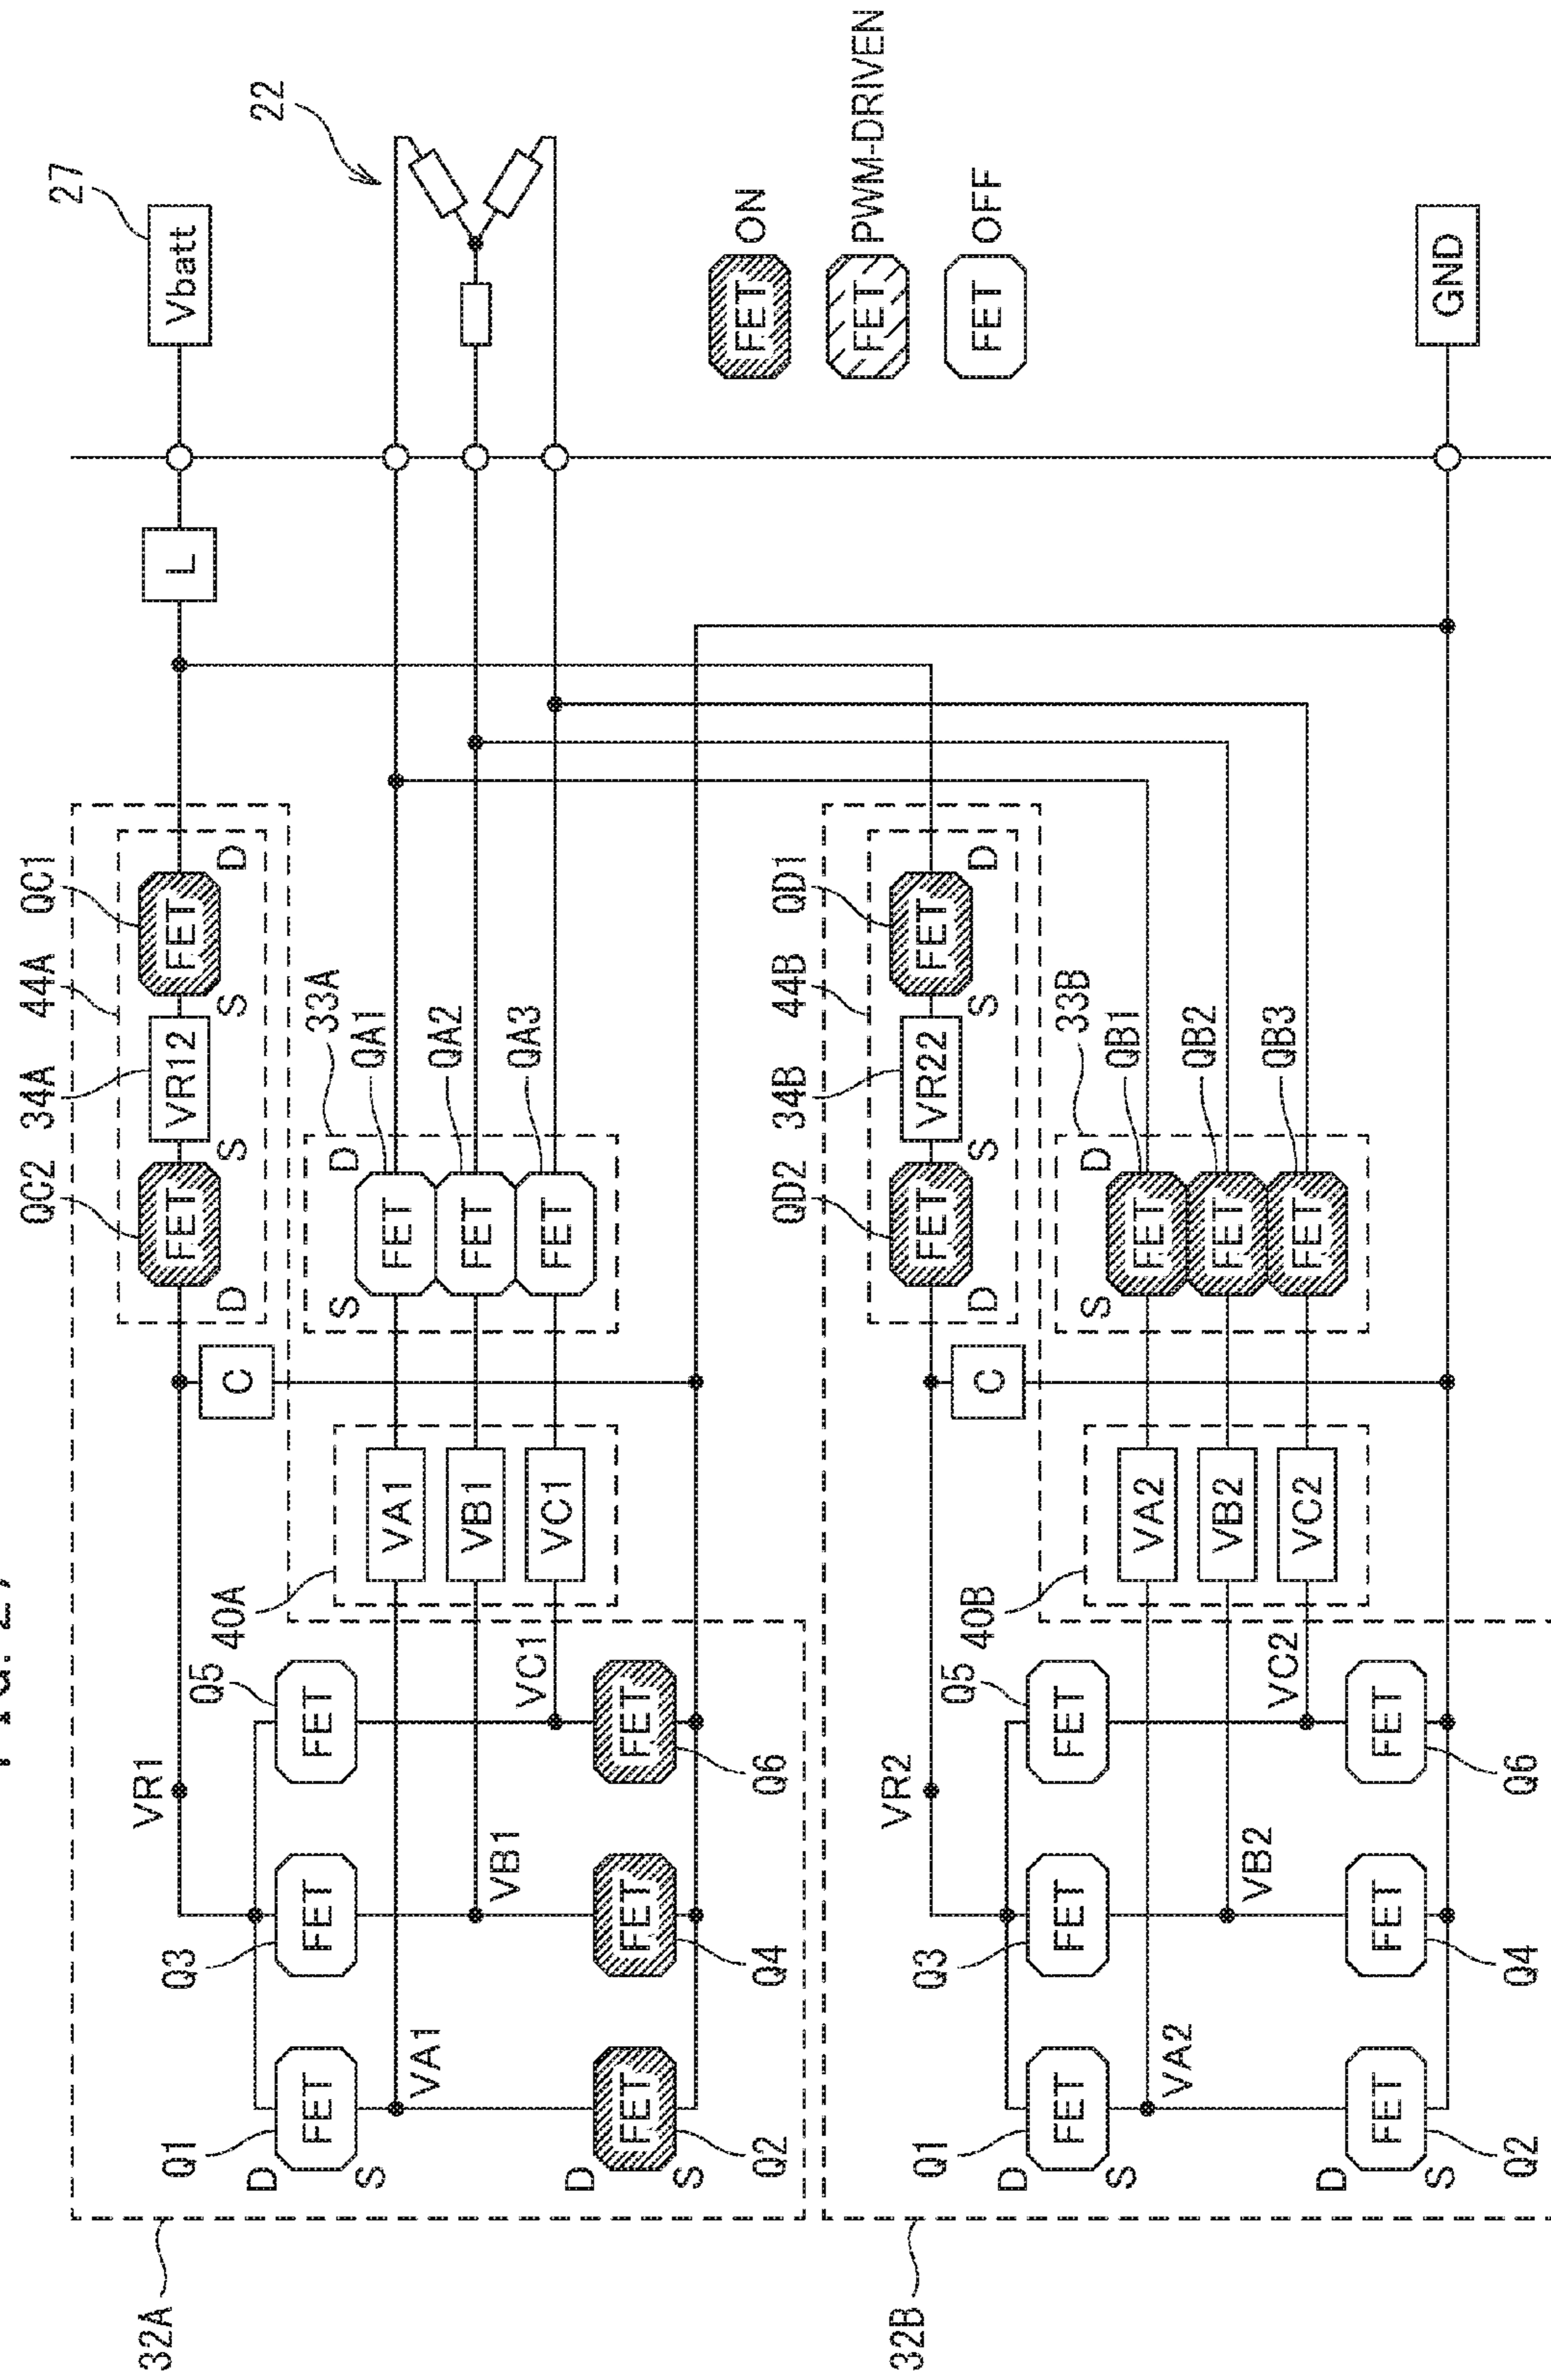 27
Vbatt
22
FET ON
FET PWM-DRIVEN
FET OFF
GND
L
QC2 34A 44A QC1
FET VR12 FET
D S S D
33A
QA1
QA2
QA3
S D
FET
FET
FET
C
40A
VA1
VB1
VC1
VR1
Q1 Q3 Q5
FET FET FET
D
S
VA1 VB1 VC1
D
S
FET FET FET
Q2 Q4 Q6
32A
QD2 34B 44B QD1
FET VR22 FET
D S S D
33B
QB1
QB2
QB3
S D
FET
FET
FET
C
40B
VA2
VB2
VC2
VR2
Q1 Q3 Q5
FET FET FET
D
S
VA2 VB2 VC2
D
S
FET FET FET
Q2 Q4 Q6
32B